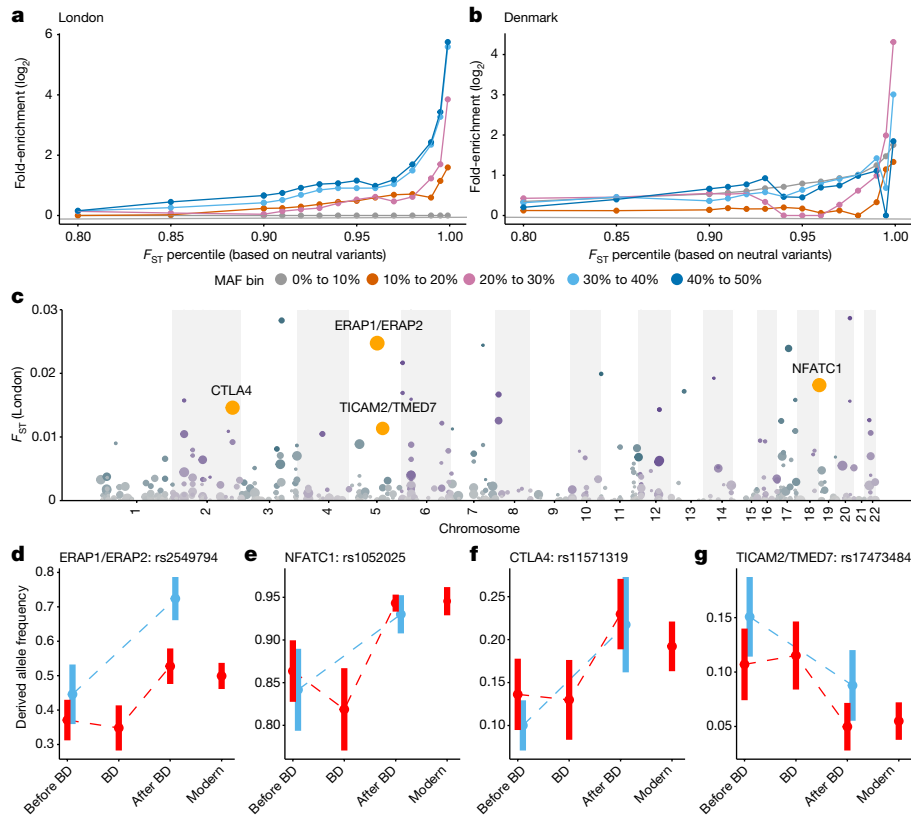 a London
b Denmark
Fold-enrichment (log2)
6
4
2
0
0.80 0.85 0.90 0.95 1.00
FST percentile (based on neutral variants)
Fold-enrichment (log2)
4
3
2
1
0
0.80 0.85 0.90 0.95 1.00
FST percentile (based on neutral variants)
MAF bin 0% to 10% 10% to 20% 20% to 30% 30% to 40% 40% to 50%
c
FST (London)
0.03
0.02
0.01
0
ERAP1/ERAP2
CTLA4
NFATC1
TICAM2/TMED7
1 2 3 4 5 6 7 8 9 10 11 12 13 14 15 16 17 18 19 20 21 22
Chromosome
d ERAP1/ERAP2: rs2549794
Derived allele frequency
0.8
0.7
0.6
0.5
0.4
0.3
Before BD BD After BD Modern
e NFATC1: rs1052025
0.95
0.90
0.85
0.80
Before BD BD After BD Modern
f CTLA4: rs11571319
0.25
0.20
0.15
0.10
Before BD BD After BD Modern
g TICAM2/TMED7: rs17473484
0.15
0.10
0.05
Before BD BD After BD Modern